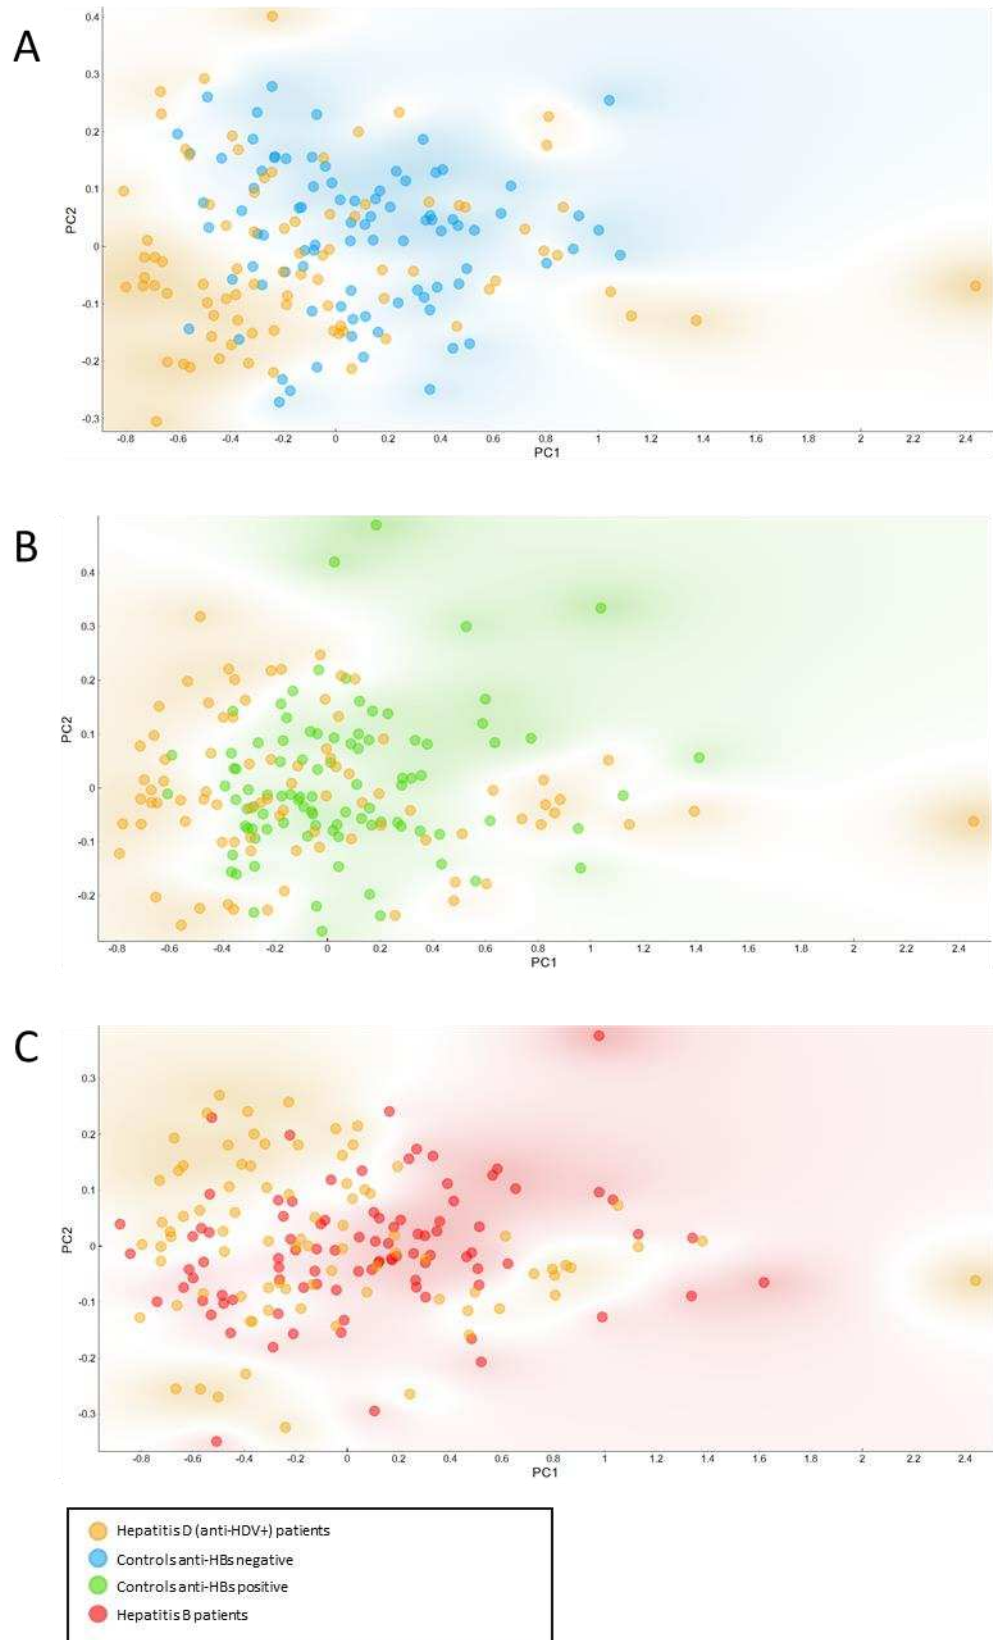 A
0.4
0.3
0.2
0.1
0
-0.1
-0.2
-0.3
PC2
-0.8 -0.6 -0.4 -0.2 0 0.2 0.4 0.6 0.8 1 1.2 1.4 1.6 1.8 2 2.2 2.4
PC1
B
0.4
0.3
0.2
0.1
0
-0.1
-0.2
PC2
-0.8 -0.6 -0.4 -0.2 0 0.2 0.4 0.6 0.8 1 1.2 1.4 1.6 1.8 2 2.2 2.4
PC1
C
0.3
0.2
0.1
0
-0.1
-0.2
-0.3
PC2
-0.8 -0.6 -0.4 -0.2 0 0.2 0.4 0.6 0.8 1 1.2 1.4 1.6 1.8 2 2.2 2.4
PC1
Hepatitis D (anti-HDV+) patients
Controls anti-HBs negative
Controls anti-HBs positive
Hepatitis B patients